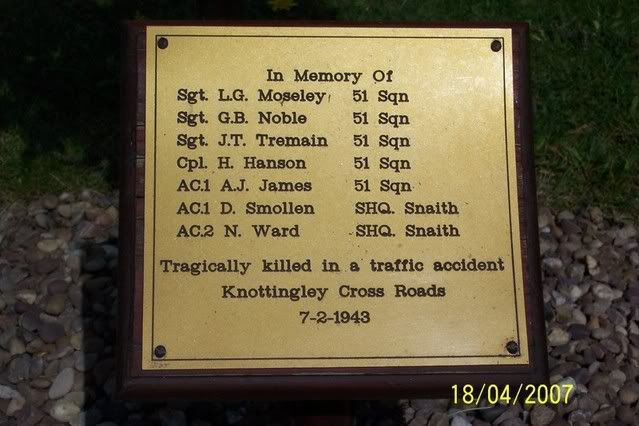 In Memory Of
Sgt. L.G. Moseley 51 Sqn
Sgt. G.B. Noble 51 Sqn
Sgt. J.T. Tremain 51 Sqn
Cpl. H. Hanson 51 Sqn
AC.1 A.J. James 51 Sqn
AC.1 D. Smollen SHQ. Snaith
AC.2 N. Ward SHQ. Snaith
Tragically killed in a traffic accident
Knottingley Cross Roads
7-2-1943
18/04/2007